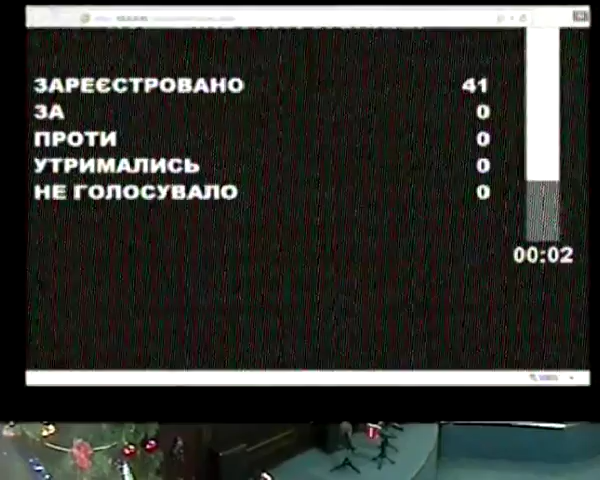 ЗАРЕЄСТРОВАНО 41
ЗА 0
ПРОТИ 0
УТРИМАЛИСЬ 0
НЕ ГОЛОСУВАЛО 0
00:02